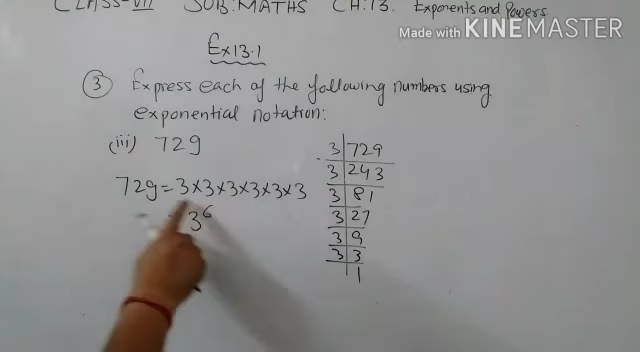 CLASS-VII SUB: MATHS CH:13. Exponents and Powers
Made with KINEMASTER
Ex 13.1
③ Express each of the following numbers using
exponential notation:
(iii) 729
729 = 3×3×3×3×3×3
3⁶
3 | 729
3 | 243
3 | 81
3 | 27
3 | 9
3 | 3
| 1